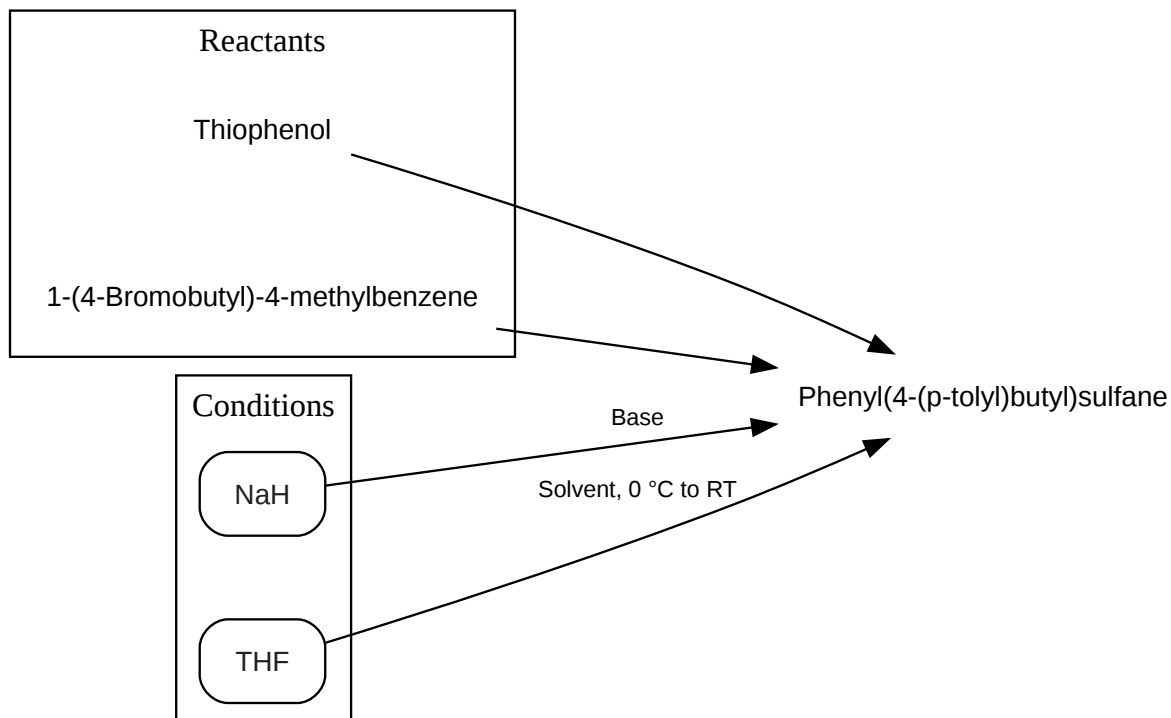 Reactants
Thiophenol
1-(4-Bromobutyl)-4-methylbenzene
Phenyl(4-(p-tolyl)butyl)sulfane
Conditions
Base
NaH
Solvent, 0 °C to RT
THF